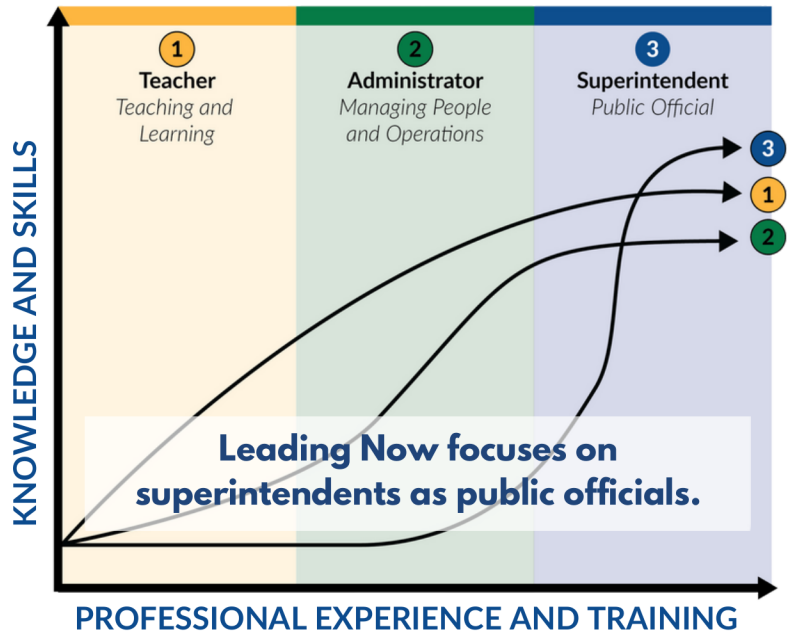 1
Teacher
Teaching and
Learning
2
Administrator
Managing People
and Operations
3
Superintendent
Public Official
3
1
2
KNOWLEDGE AND SKILLS
Leading Now focuses on
superintendents as public officials.
PROFESSIONAL EXPERIENCE AND TRAINING